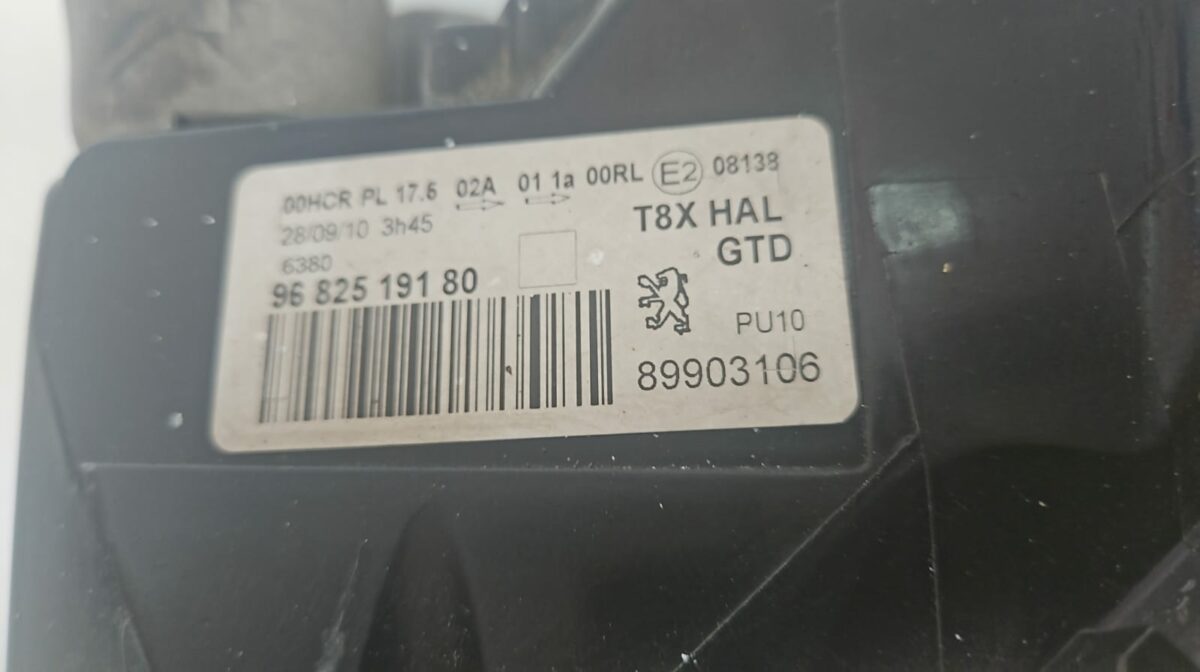 00HCR PL 17.5 02A 01 1a 00RL E2 08138
28/09/10 3h45
T8X HAL
6380
GTD
96 825 191 80
PU10
89903106